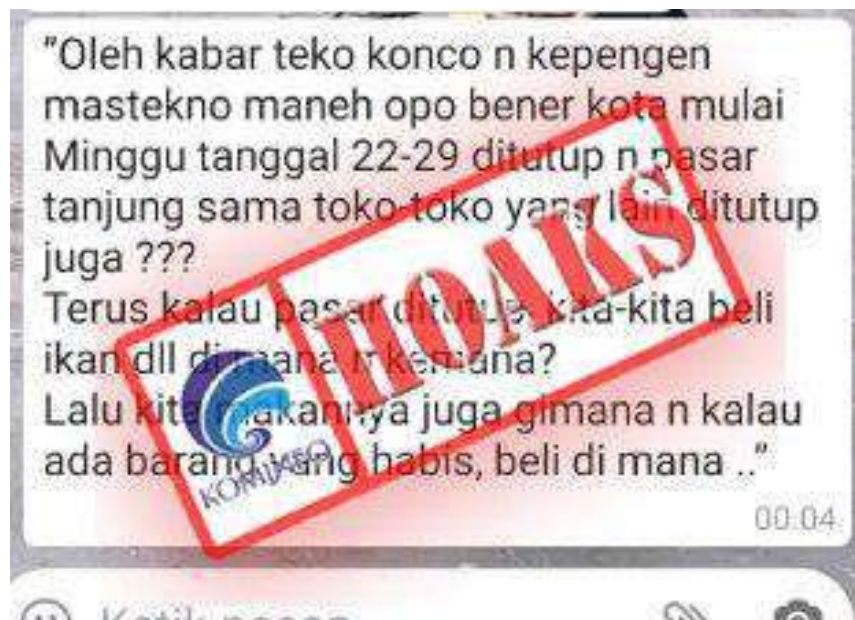 "Oleh kabar teko konco n kepengen
mastekno maneh opo bener kota mulai
Minggu tanggal 22-29 ditutup n pasar
tanjung sama toko-toko yang lain ditutup
juga ???
Terus kalau pasar ditutup, kita-kita beli
ikan dll di mana n kemana?
Lalu kita makannya juga gimana n kalau
ada barang yang habis, beli di mana .."
00.04
HOAKS
KOMINFO
Ketik pesan